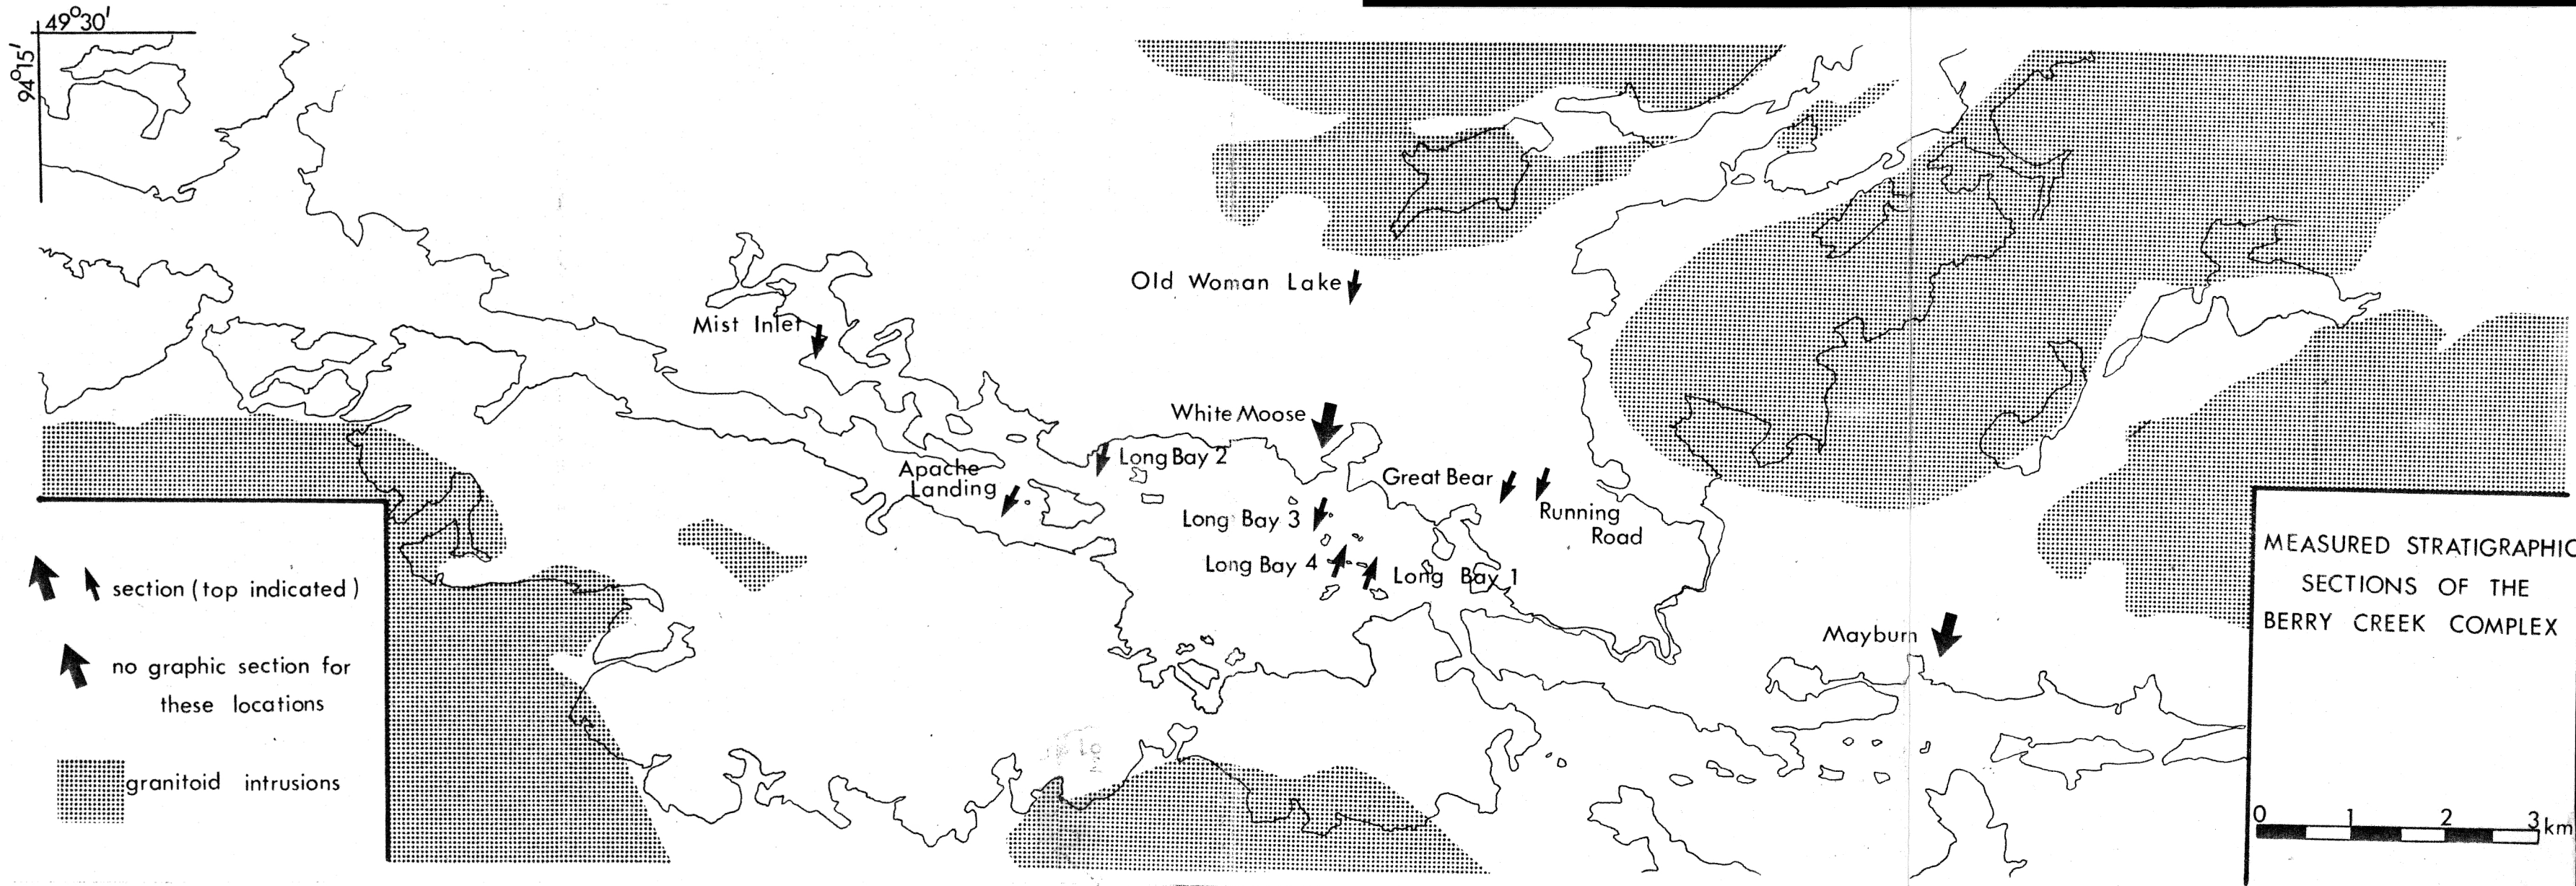 49°30'
94°15'
Old Woman Lake
Mist Inlet
White Moose
Long Bay 2
Apache
Landing
Great Bear
Running
Road
Long Bay 3
Long Bay 4
Long Bay 1
Mayburn
section (top indicated)
no graphic section for
these locations
granitoid intrusions
MEASURED STRATIGRAPHIC
SECTIONS OF THE
BERRY CREEK COMPLEX
0 1 2 3 km